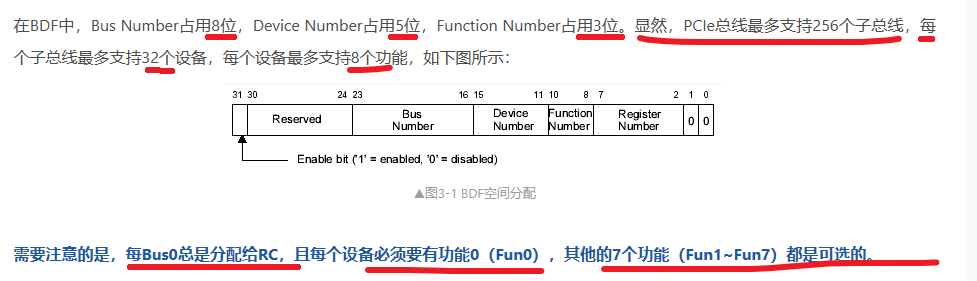 在BDF中，Bus Number占用8位，Device Number占用5位，Function Number占用3位。显然，PCIe总线最多支持256个子总线，每
个子总线最多支持32个设备，每个设备最多支持8个功能，如下图所示：
31 30 24 23 16 15 11 10 8 7 2 1 0
Reserved Bus Number Device Number Function Number Register Number 0 0
Enable bit ('1' = enabled, '0' = disabled)
▲图3-1 BDF空间分配
需要注意的是，每Bus0总是分配给RC，且每个设备必须要有功能0（Fun0），其他的7个功能（Fun1~Fun7）都是可选的。